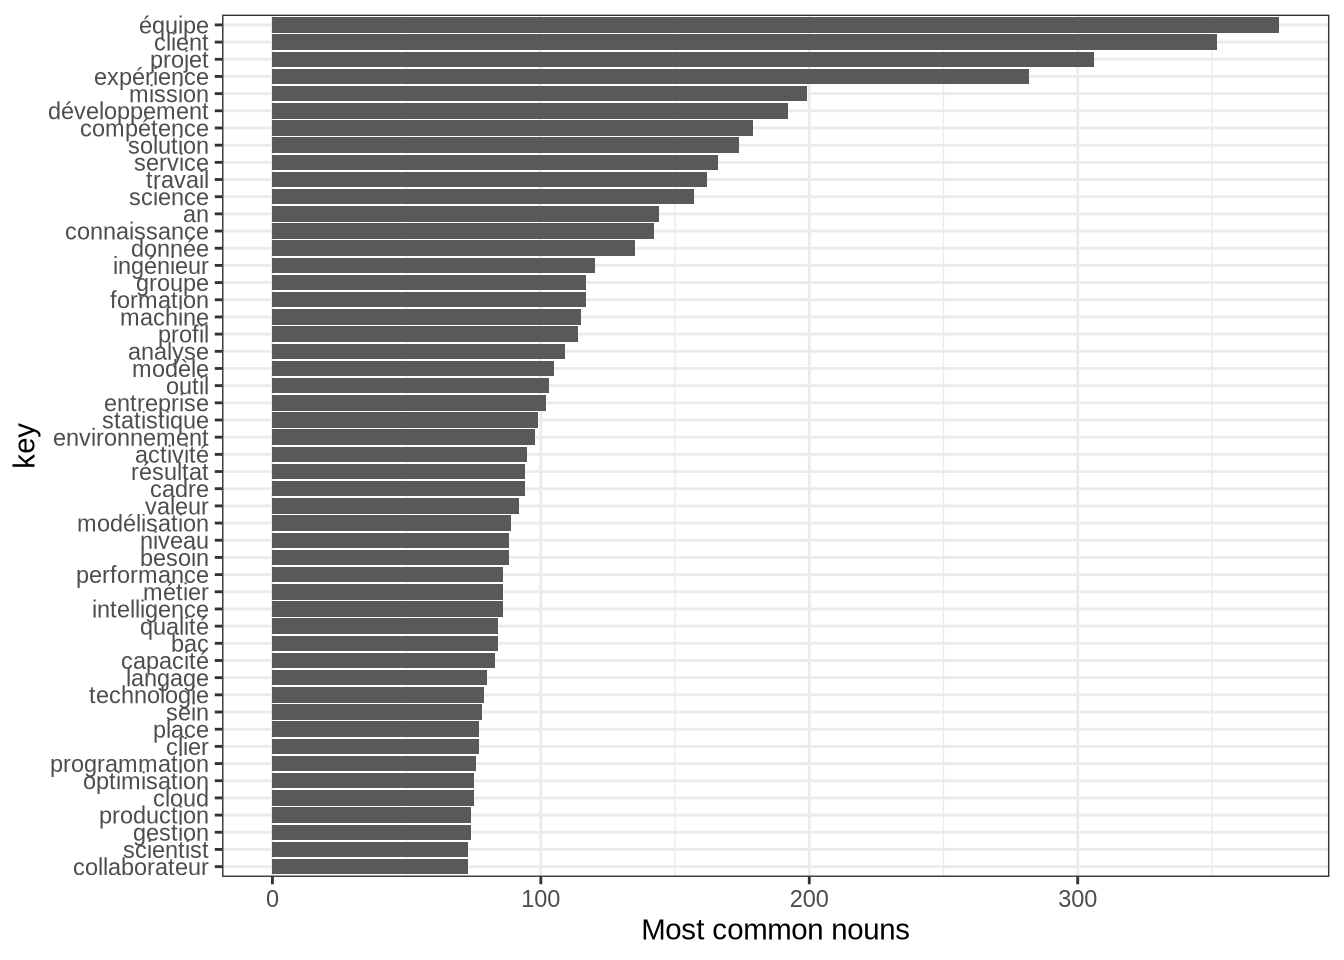 équipe
client
projet
expérience
mission
développement
compétence
solution
service
travail
science
an
connaissance
donnée
ingénieur
groupe
formation
machine
profil
analyse
modèle
outil
entreprise
statistique
environnement
activité
résultat
cadre
valeur
modélisation
niveau
besoin
performance
métier
intelligence
qualité
bac
capacité
langage
technologie
sein
place
clier
programmation
optimisation
cloud
production
gestion
scientist
collaborateur
key
0 100 200 300
Most common nouns